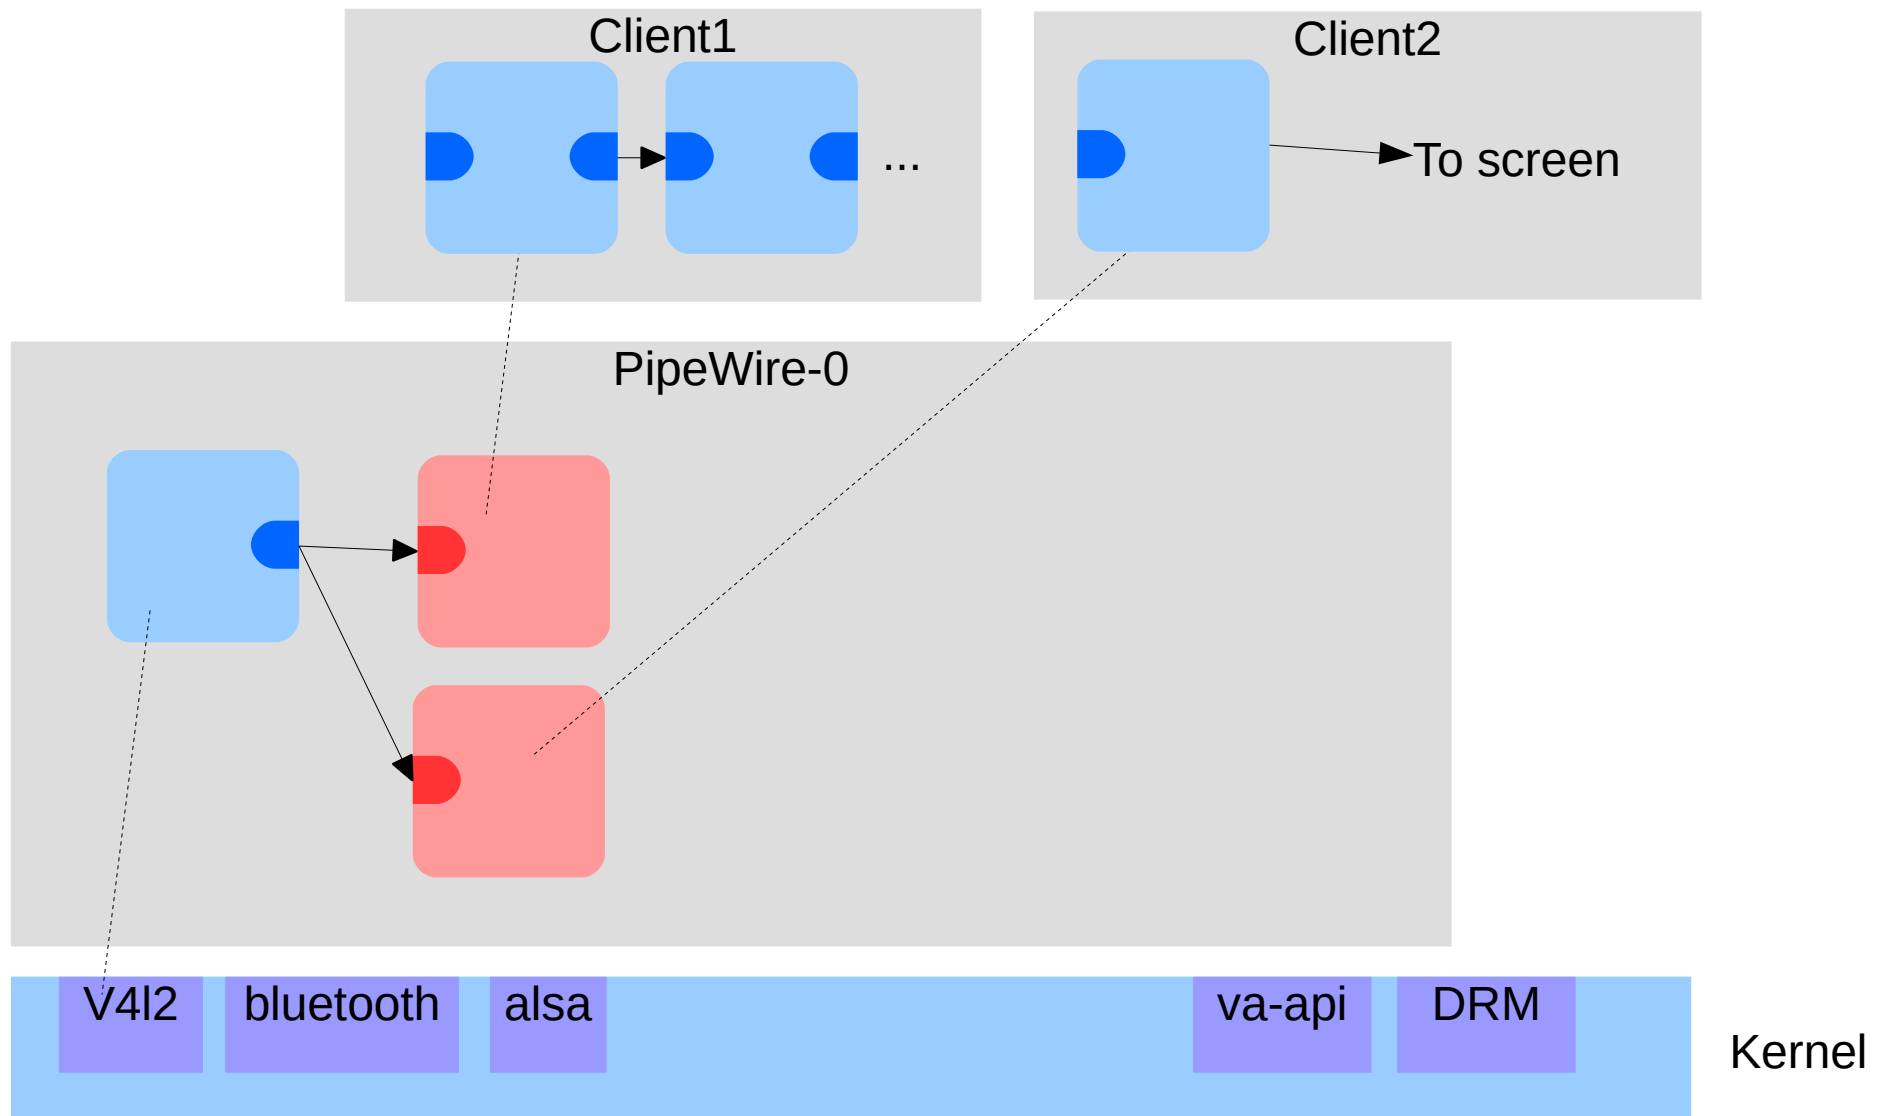 Client1
Client2
...
To screen
PipeWire-0
V4l2
bluetooth
alsa
va-api
DRM
Kernel